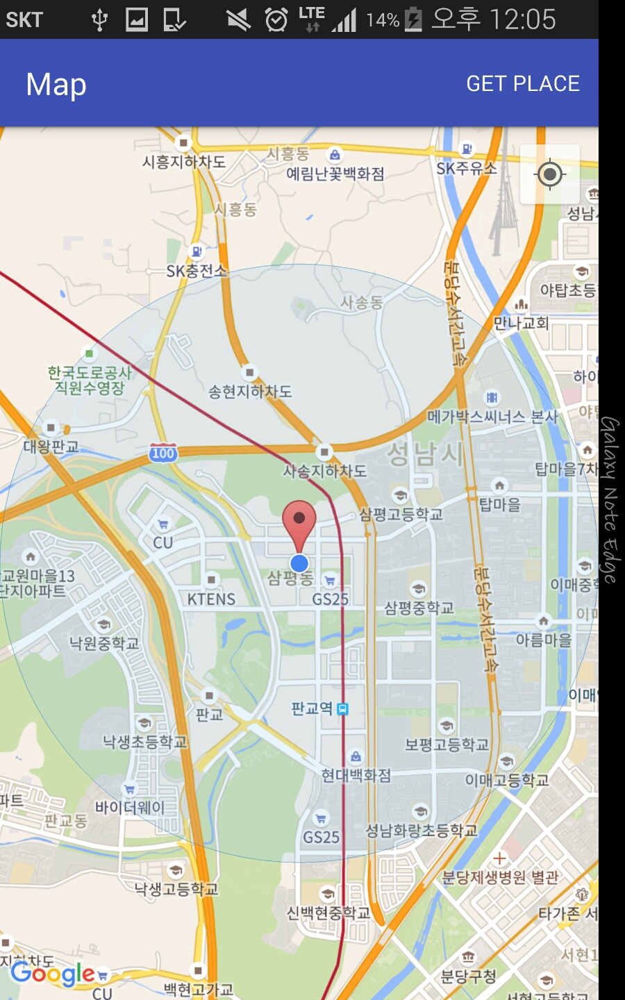 SKT
LTE
14%
오후 12:05
Map
GET PLACE
시흥지하차도
시흥동
예림난꽃백화점
SK주유소
시흥동
성남
SK충전소
사송동
야탑초등
만나교회
분당수서간고속
한국도로공사
직원수영장
송현지하차도
하이
메가박스씨너스 본사
대왕판교
100
성남시
사송지하차도
탑마을7차
탑마을
삼평고등학교
CU
삼평동
GS25
KTENS
교원마을13
단지아파트
이매중학
삼평중학교
분당수서간고속
아름마을
낙원중학교
이매
판교역
판교
낙생초등학교
보평고등학교
현대백화점
이매고등학교
바이더웨이
파트
판교동
GS25
성남화랑초등학교
분당제생병원 별관
낙생고등학교
신백현중학교
타가존 서
서현1
분당구청
지하차도
Google
CU
백현고가교
서현고등학교
Galaxy Note Edge